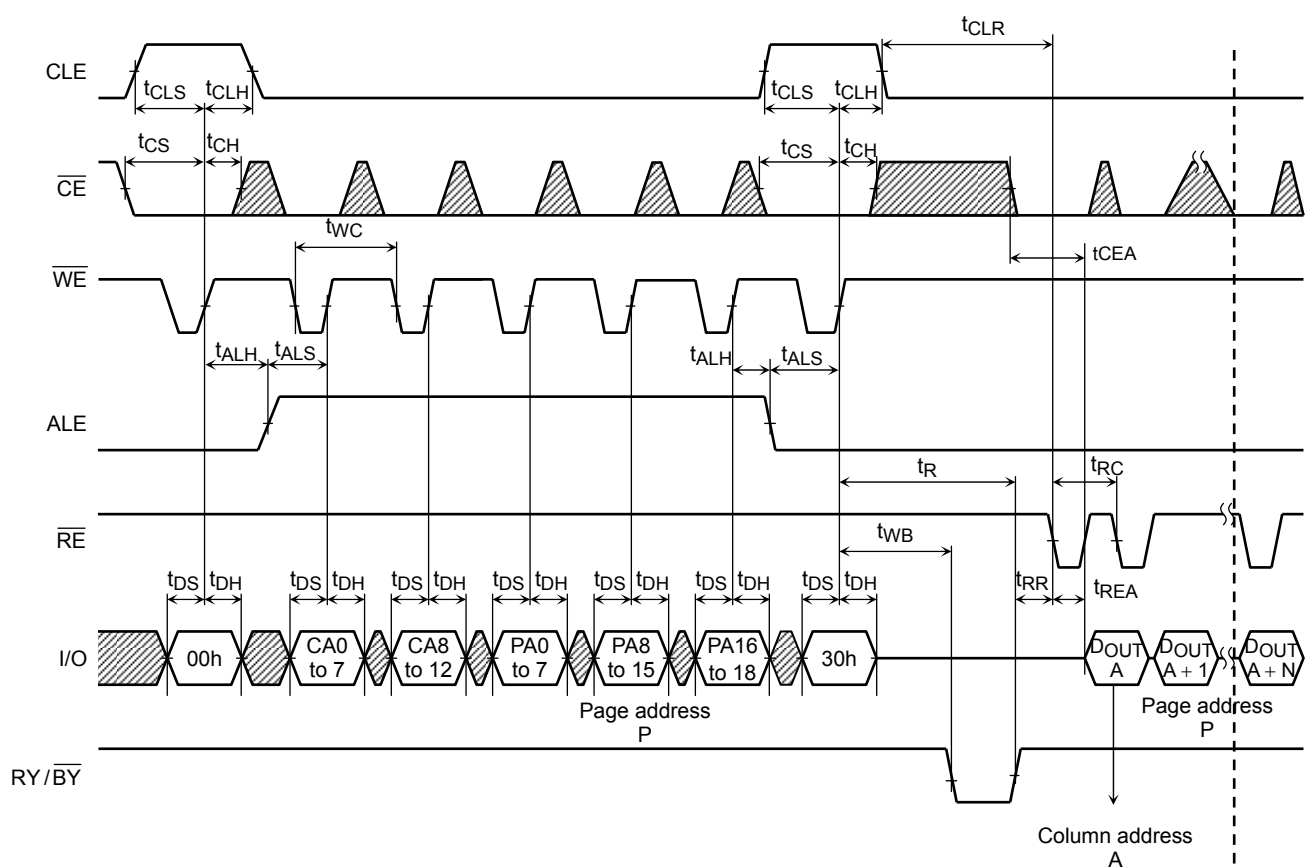 tCLR
CLE
tCLS tCLH tCLS tCLH
tCS tCH tCS tCH
CE
tWC
tCEA
WE
tALH tALS tALH tALS
ALE
tR tRC
RE
tWB
tDS tDH tDS tDH tDS tDH tDS tDH tDS tDH tDS tDH tDS tDH tRR tREA
I/O
00h
CA0
to 7
CA8
to 12
PA0
to 7
PA8
to 15
PA16
to 18
30h
DOUT
A
DOUT
A + 1
DOUT
A + N
Page address
P
Page address
P
RY/BY
Column address
A